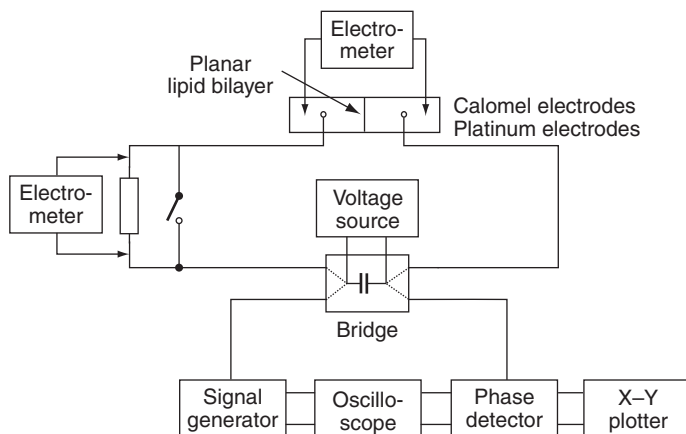 Electro-
meter
Planar
lipid bilayer
Calomel electrodes
Platinum electrodes
Electro-
meter
Voltage
source
Bridge
Signal
generator
Oscillo-
scope
Phase
detector
X–Y
plotter